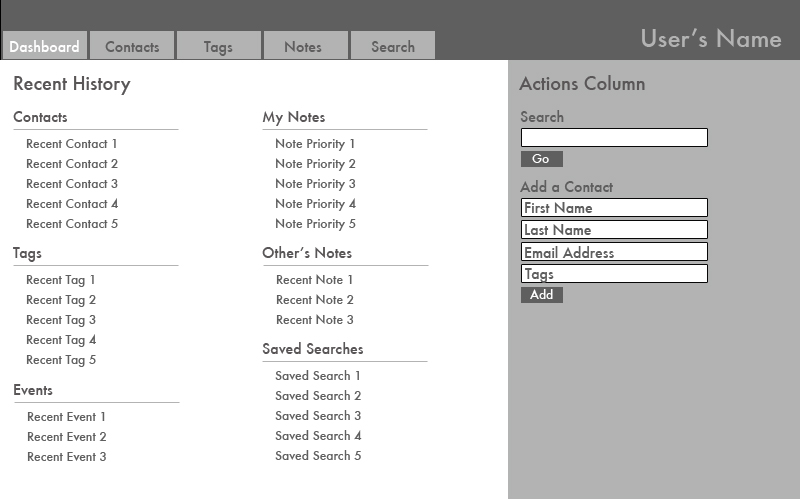 Dashboard
Contacts
Tags
Notes
Search
User's Name
Recent History
Contacts
Recent Contact 1
Recent Contact 2
Recent Contact 3
Recent Contact 4
Recent Contact 5
Tags
Recent Tag 1
Recent Tag 2
Recent Tag 3
Recent Tag 4
Recent Tag 5
Events
Recent Event 1
Recent Event 2
Recent Event 3
My Notes
Note Priority 1
Note Priority 2
Note Priority 3
Note Priority 4
Note Priority 5
Other's Notes
Recent Note 1
Recent Note 2
Recent Note 3
Saved Searches
Saved Search 1
Saved Search 2
Saved Search 3
Saved Search 4
Saved Search 5
Actions Column
Search
Go
Add a Contact
First Name
Last Name
Email Address
Tags
Add